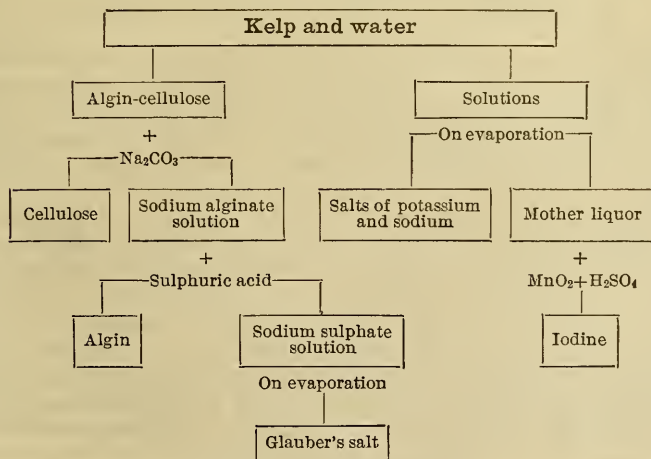 Kelp and water
Algin-cellulose
Solutions
+
On evaporation
Na₂CO₃
Cellulose
Sodium alginate
solution
Salts of potassium
and sodium
Mother liquor
+
+
Sulphuric acid
MnO₂+H₂SO₄
Algin
Sodium sulphate
solution
Iodine
On evaporation
Glauber's salt